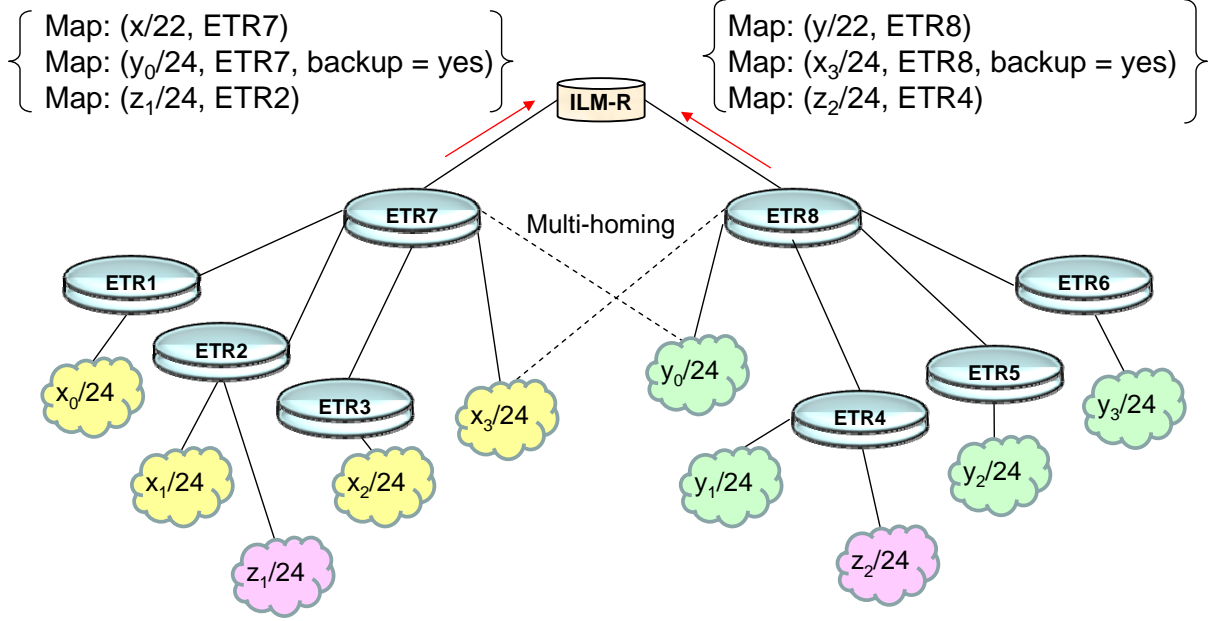 Map: (x/22, ETR7)
Map: (y₀/24, ETR7, backup = yes)
Map: (z₁/24, ETR2)
Map: (y/22, ETR8)
Map: (x₃/24, ETR8, backup = yes)
Map: (z₂/24, ETR4)
ILM-R
ETR7
Multi-homing
ETR8
ETR1
ETR6
ETR2
ETR5
ETR3
ETR4
x₀/24
y₀/24
x₃/24
y₃/24
x₁/24
x₂/24
y₁/24
y₂/24
z₁/24
z₂/24